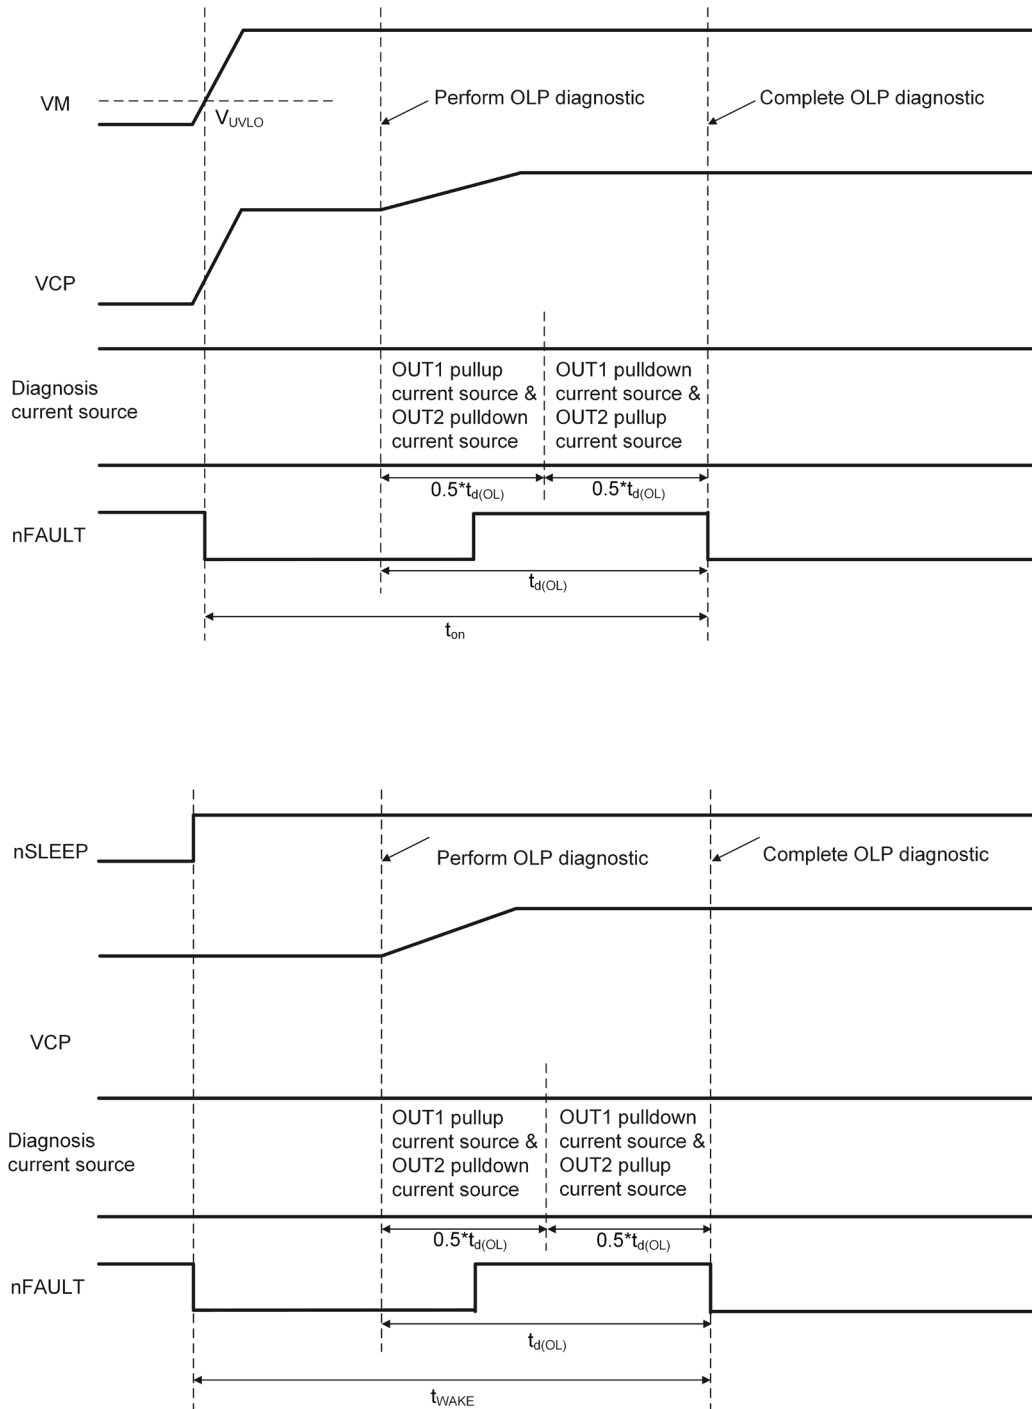 VM
VUVLO
Perform OLP diagnostic
Complete OLP diagnostic
VCP
Diagnosis
current source
OUT1 pullup
current source &
OUT2 pulldown
current source
OUT1 pulldown
current source &
OUT2 pullup
current source
0.5*td(OL)
0.5*td(OL)
nFAULT
td(OL)
ton
nSLEEP
Perform OLP diagnostic
Complete OLP diagnostic
VCP
Diagnosis
current source
OUT1 pullup
current source &
OUT2 pulldown
current source
OUT1 pulldown
current source &
OUT2 pullup
current source
0.5*td(OL)
0.5*td(OL)
nFAULT
td(OL)
tWAKE